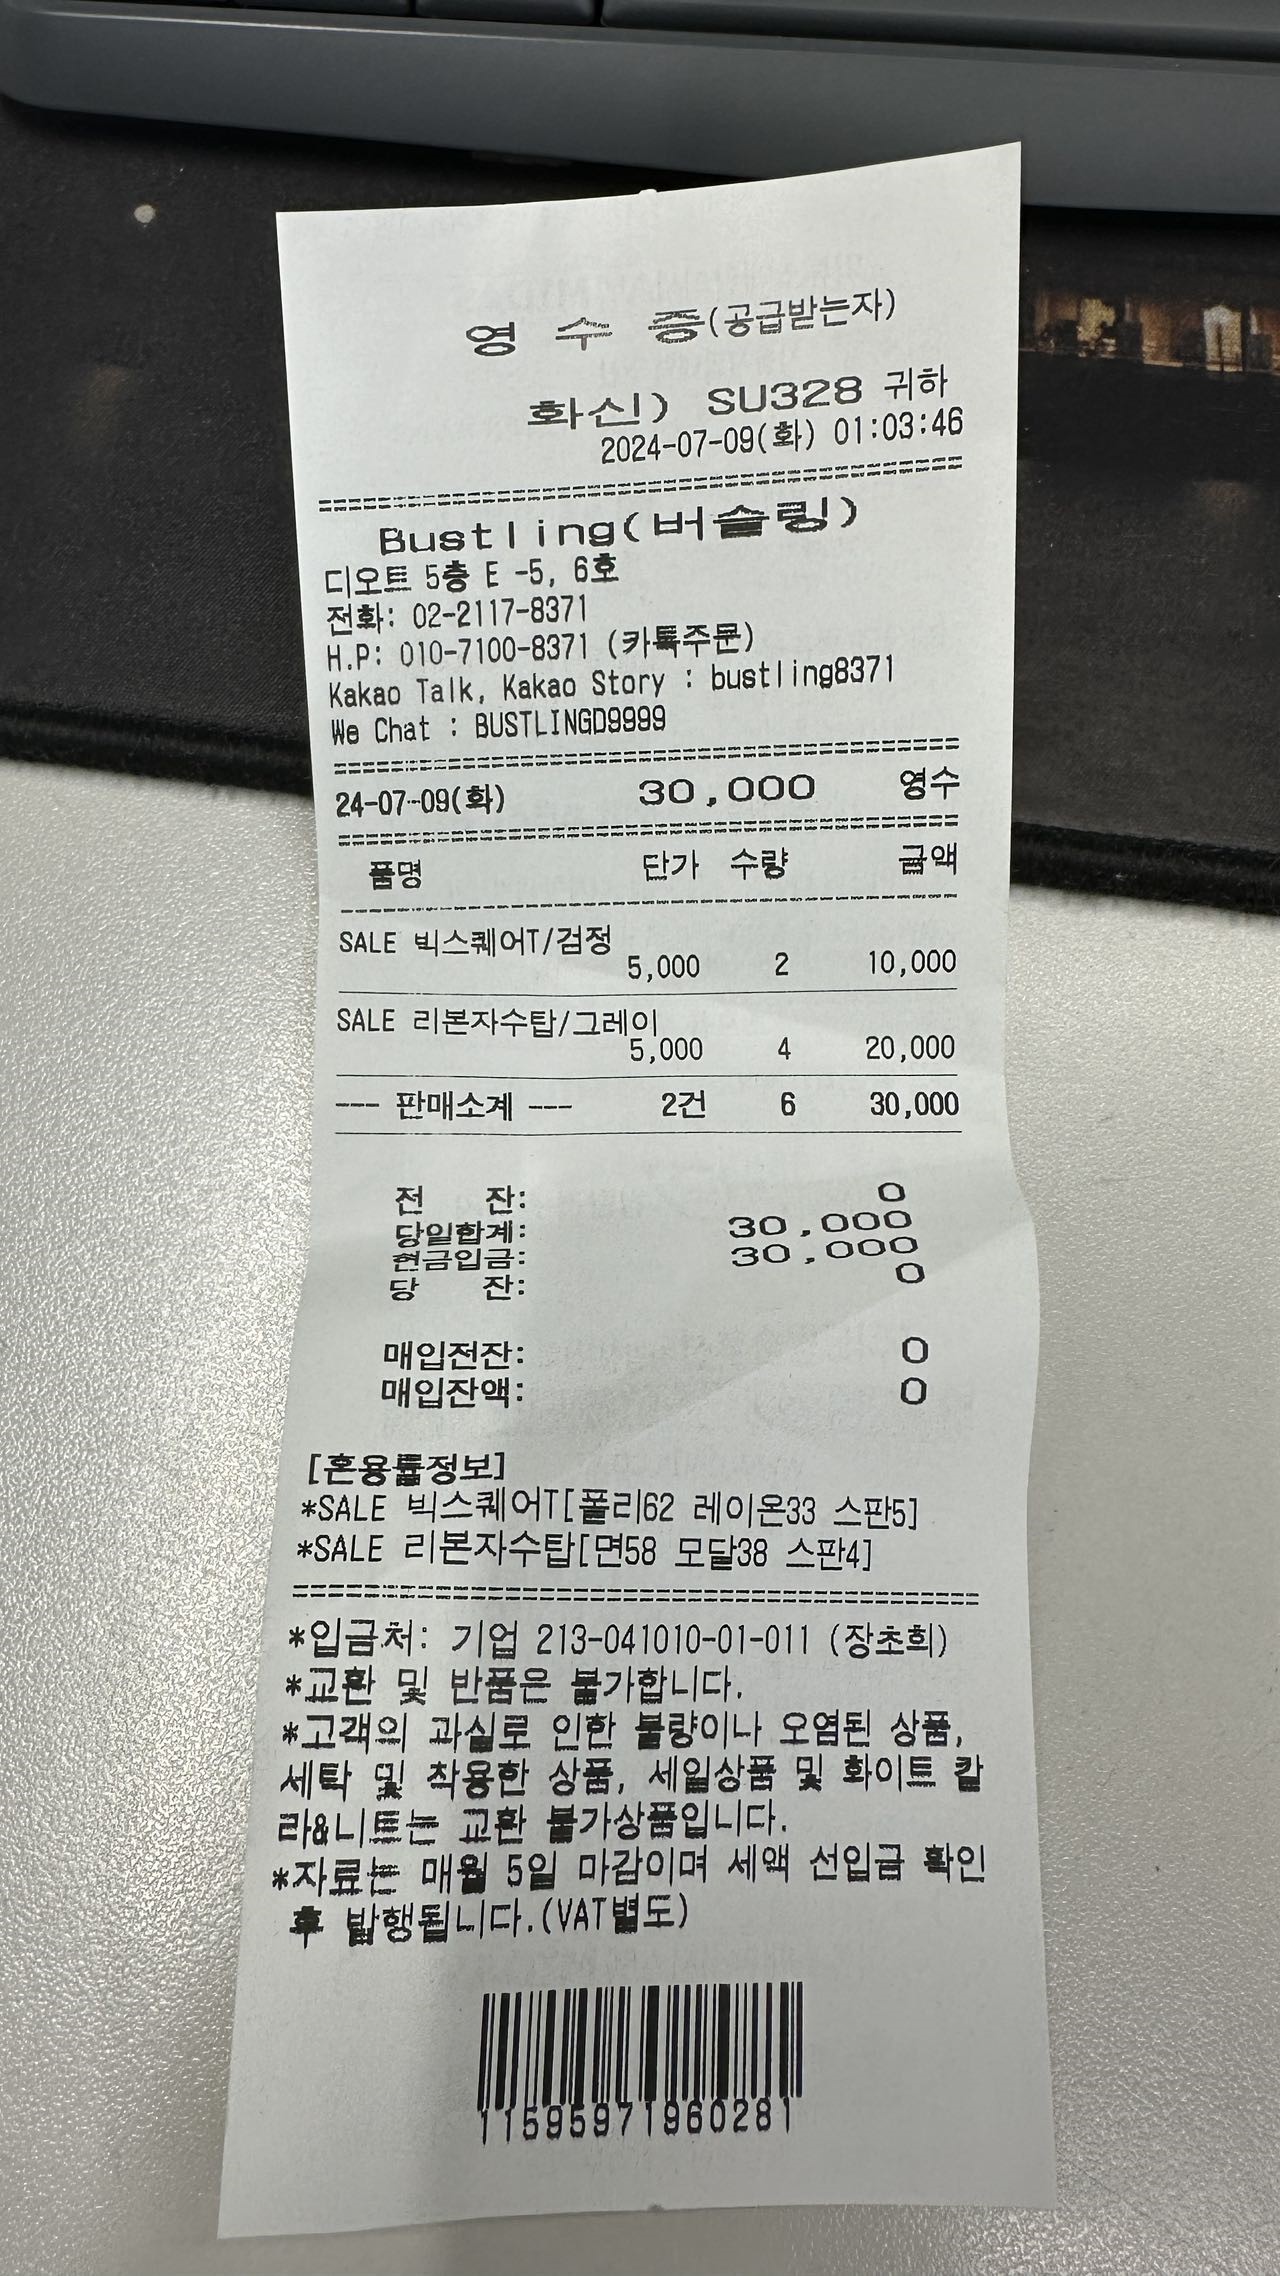 영 수 증(공급받는자)
화신) SU328 귀하
2024-07-09(화) 01:03:46
Bustling(버슬링)
디오트 5층 E -5, 6호
전화: 02-2117-8371
H.P: 010-7100-8371 (카톡주문)
Kakao Talk, Kakao Story : bustling8371
We Chat : BUSTLINGD9999
24-07-09(화) 30,000 영수
품명 단가 수량 금액
SALE 빅스퀘어T/검정
5,000 2 10,000
SALE 리본자수탑/그레이
5,000 4 20,000
--- 판매소계 --- 2건 6 30,000
전 잔: 0
당일합계: 30,000
현금입금: 30,000
당 잔: 0
매입전잔: 0
매입잔액: 0
[혼용률정보]
*SALE 빅스퀘어T[폴리62 레이온33 스판5]
*SALE 리본자수탑[면58 모달38 스판4]
*입금처: 기업 213-041010-01-011 (장초희)
*교환 및 반품은 불가합니다.
*고객의 과실로 인한 불량이나 오염된 상품,
세탁 및 착용한 상품, 세일상품 및 화이트 칼
라&니트는 교환 불가상품입니다.
*자료는 매월 5일 마감이며 세액 선입금 확인
후 발행됩니다.(VAT별도)
11595971960281